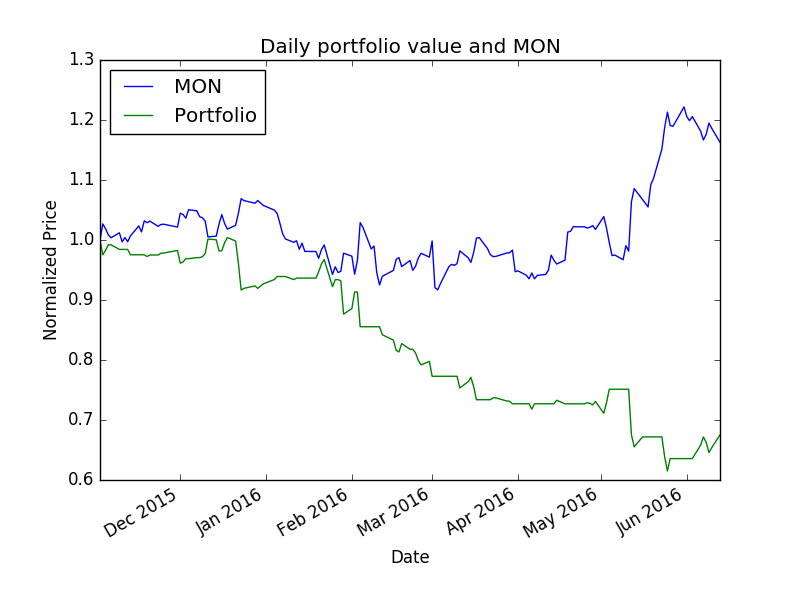 Daily portfolio value and MON
MON
Portfolio
1.3
1.2
1.1
1.0
0.9
0.8
0.7
0.6
Normalized Price
Dec 2015
Jan 2016
Feb 2016
Mar 2016
Apr 2016
May 2016
Jun 2016
Date